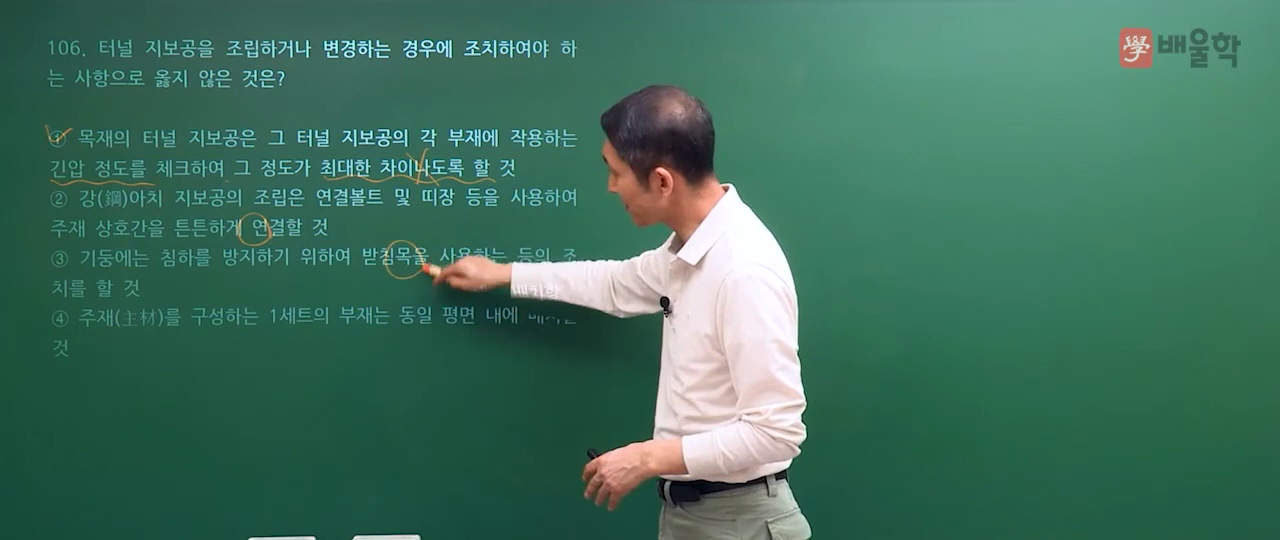 106. 터널 지보공을 조립하거나 변경하는 경우에 조치하여야 하
는 사항으로 옳지 않은 것은?
① 목재의 터널 지보공은 그 터널 지보공의 각 부재에 작용하는
긴압 정도를 체크하여 그 정도가 최대한 차이나도록 할 것
② 강(鋼)아치 지보공의 조립은 연결볼트 및 띠장 등을 사용하여
주재 상호간을 튼튼하게 연결할 것
③ 기둥에는 침하를 방지하기 위하여 받침목을 사용하는 등의 조
치를 할 것
④ 주재(主材)를 구성하는 1세트의 부재는 동일 평면 내에
것
學 배울학